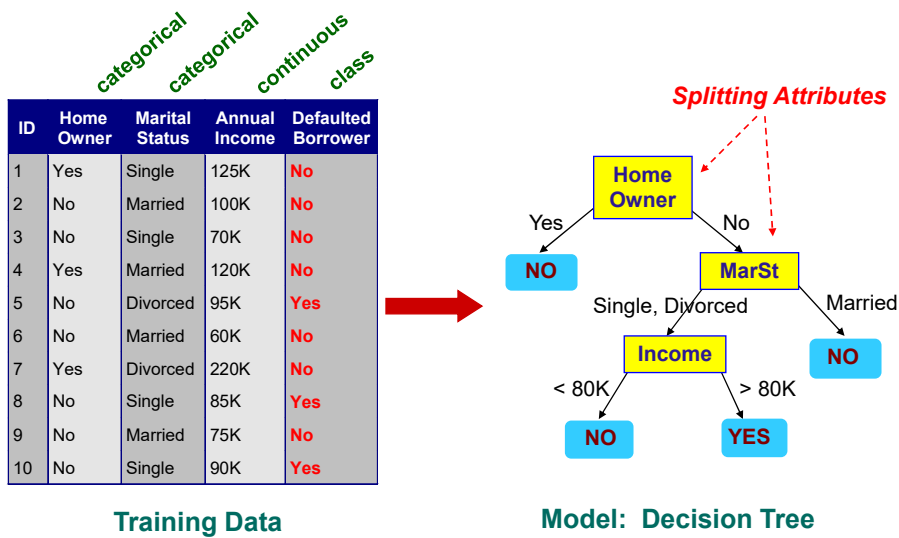 categorical
categorical
continuous
class
ID Home Owner Marital Status Annual Income Defaulted Borrower
1 Yes Single 125K No
2 No Married 100K No
3 No Single 70K No
4 Yes Married 120K No
5 No Divorced 95K Yes
6 No Married 60K No
7 Yes Divorced 220K No
8 No Single 85K Yes
9 No Married 75K No
10 No Single 90K Yes
Training Data
Splitting Attributes
Home
Owner
Yes No
NO MarSt
Single, Divorced Married
Income NO
< 80K > 80K
NO YES
Model: Decision Tree